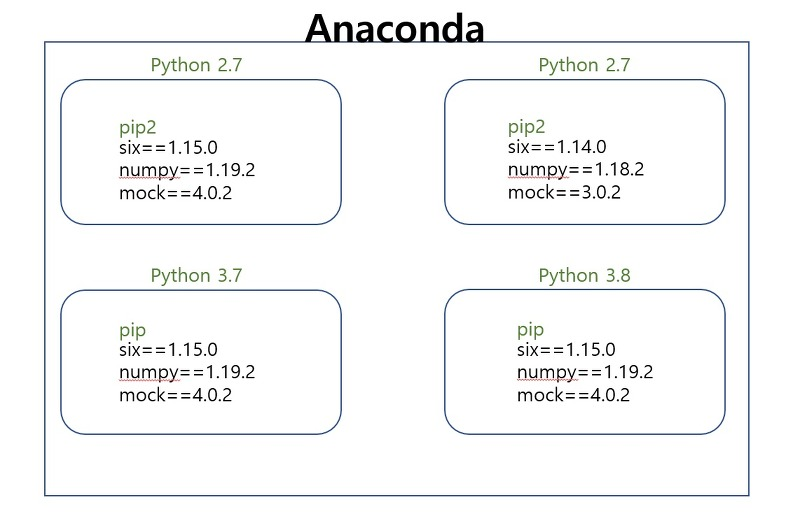 Anaconda
Python 2.7
pip2
six==1.15.0
numpy==1.19.2
mock==4.0.2
Python 2.7
pip2
six==1.14.0
numpy==1.18.2
mock==3.0.2
Python 3.7
pip
six==1.15.0
numpy==1.19.2
mock==4.0.2
Python 3.8
pip
six==1.15.0
numpy==1.19.2
mock==4.0.2